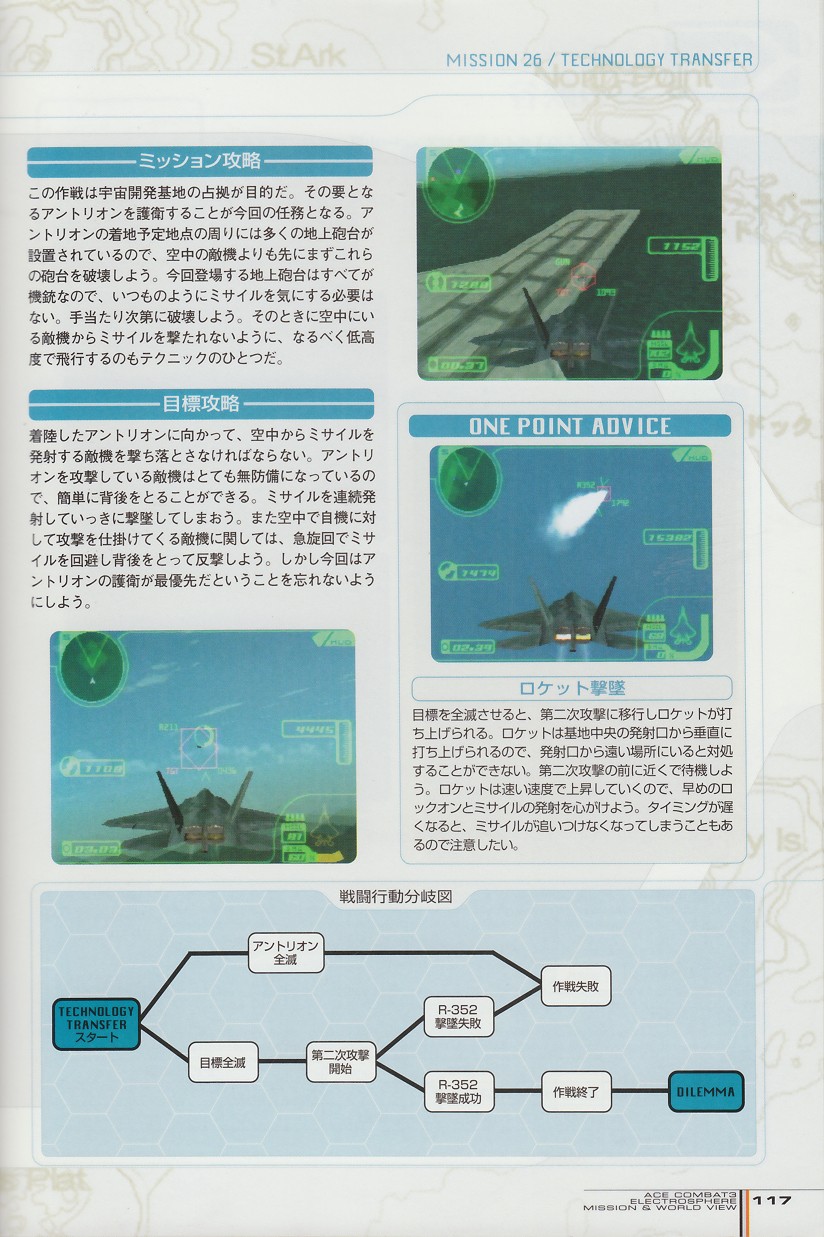 St.Ark
MISSION 26 / TECHNOLOGY TRANSFER
North Point
ミッション攻略
この作戦は宇宙開発基地の占拠が目的だ。その要とな
るアントリオンを護衛することが今回の任務となる。ア
ントリオンの着地予定地点の周りには多くの地上砲台が
設置されているので、空中の敵機よりも先にまずこれら
の砲台を破壊しよう。今回登場する地上砲台はすべてが
機銃なので、いつものようにミサイルを気にする必要は
ない。手当たり次第に破壊しよう。そのときに空中にい
る敵機からミサイルを撃たれないように、なるべく低高
度で飛行するのもテクニックのひとつだ。
HUD
1152
GUN
1220
TGT
1093
00.37
目標攻略
着陸したアントリオンに向かって、空中からミサイルを
発射する敵機を撃ち落とさなければならない。アントリ
オンを攻撃している敵機はとても無防備になっているの
で、簡単に背後をとることができる。ミサイルを連続発
射していっきに撃墜してしまおう。また空中で自機に対
して攻撃を仕掛けてくる敵機に関しては、急旋回でミサ
イルを回避し背後をとって反撃しよう。しかし今回はア
ントリオンの護衛が最優先だということを忘れないよう
にしよう。
HUD
R211
4445
1108
TGT
03.05
ONE POINT ADVICE
HUD
R352
1792
15302
1474
02.39
ロケット撃墜
目標を全滅させると、第二次攻撃に移行しロケットが打
ち上げられる。ロケットは基地中央の発射口から垂直に
打ち上げられるので、発射口から遠い場所にいると対処
することができない。第二次攻撃の前に近くで待機しよ
う。ロケットは速い速度で上昇していくので、早めのロ
ックオンとミサイルの発射を心がけよう。タイミングが遅
くなると、ミサイルが追いつけなくなってしまうこともあ
るので注意したい。
ドック
戦闘行動分岐図
TECHNOLOGY
TRANSFER
スタート
アントリオン
全滅
目標全滅
第二次攻撃
開始
R-352
撃墜失敗
R-352
撃墜成功
作戦失敗
作戦終了
DILEMMA
ACE COMBAT3
ELECTROSPHERE
MISSION & WORLD VIEW
117